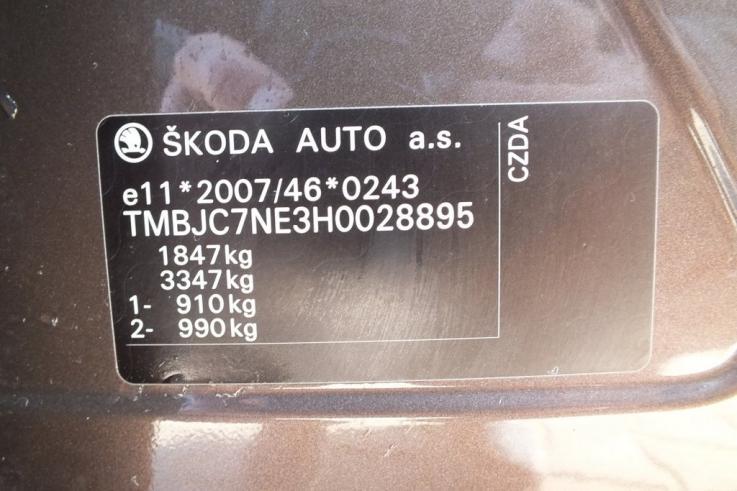 ŠKODA AUTO a.s.
e11*2007/46*0243
TMBJC7NE3H0028895
1847kg
3347kg
1- 910kg
2- 990kg
CZDA